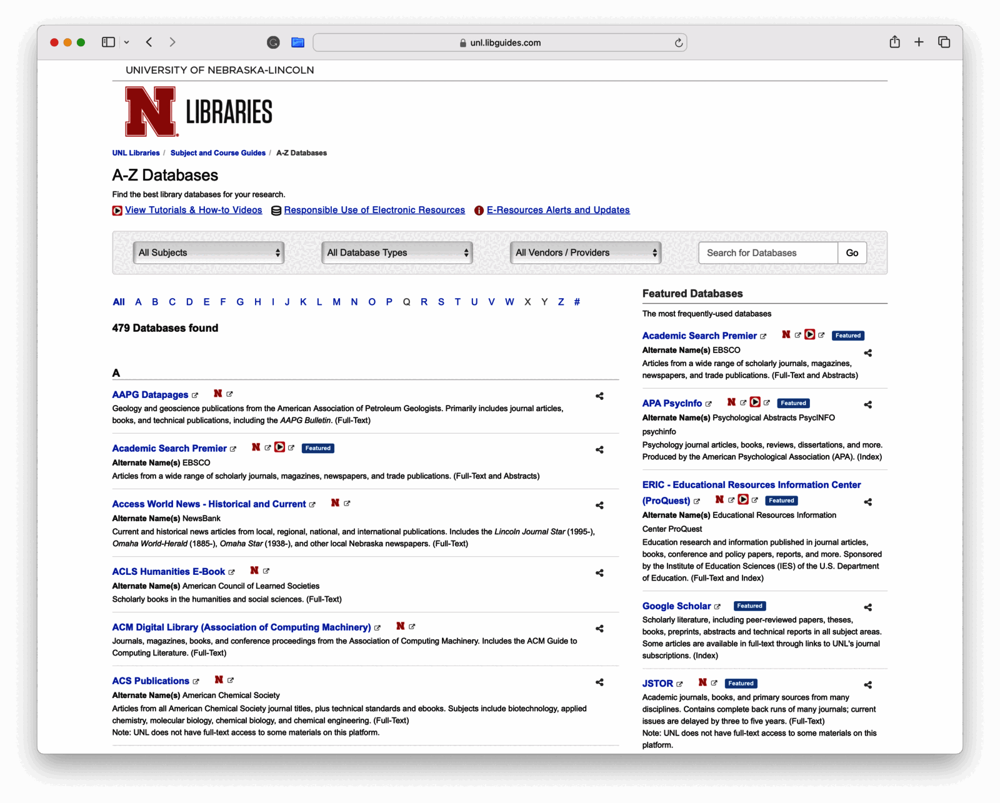 unl.libguides.com
UNIVERSITY OF NEBRASKA-LINCOLN
N LIBRARIES
UNL Libraries / Subject and Course Guides / A-Z Databases
A-Z Databases
Find the best library databases for your research.
View Tutorials & How-to Videos Responsible Use of Electronic Resources E-Resources Alerts and Updates
All Subjects All Database Types All Vendors / Providers Search for Databases Go
All A B C D E F G H I J K L M N O P Q R S T U V W X Y Z #
479 Databases found
A
AAPG Datapages N
Geology and geoscience publications from the American Association of Petroleum Geologists. Primarily includes journal articles,
books, and technical publications, including the AAPG Bulletin. (Full-Text)
Academic Search Premier N Featured
Alternate Name(s) EBSCO
Articles from a wide range of scholarly journals, magazines, newspapers, and trade publications. (Full-Text and Abstracts)
Access World News - Historical and Current N
Alternate Name(s) NewsBank
Current and historical news articles from local, regional, national, and international publications. Includes the Lincoln Journal Star (1995-),
Omaha World-Herald (1885-), Omaha Star (1938-), and other local Nebraska newspapers. (Full-Text)
ACLS Humanities E-Book N
Alternate Name(s) American Council of Learned Societies
Scholarly books in the humanities and social sciences. (Full-Text)
ACM Digital Library (Association of Computing Machinery) N
Journals, magazines, books, and conference proceedings from the Association of Computing Machinery. Includes the ACM Guide to
Computing Literature. (Full-Text)
ACS Publications N
Alternate Name(s) American Chemical Society
Articles from all American Chemical Society journal titles, plus technical standards and ebooks. Subjects include biotechnology, applied
chemistry, molecular biology, chemical biology, and chemical engineering. (Full-Text)
Note: UNL does not have full-text access to some materials on this platform.
Featured Databases
The most frequently-used databases
Academic Search Premier N Featured
Alternate Name(s) EBSCO
Articles from a wide range of scholarly journals, magazines,
newspapers, and trade publications. (Full-Text and Abstracts)
APA PsycInfo N Featured
Alternate Name(s) Psychological Abstracts PsycINFO
psychinfo
Psychology journal articles, books, reviews, dissertations, and more.
Produced by the American Psychological Association (APA). (Index)
ERIC - Educational Resources Information Center
(ProQuest) N Featured
Alternate Name(s) Educational Resources Information
Center ProQuest
Education research and information published in journal articles,
books, conference and policy papers, reports, and more. Sponsored
by the Institute of Education Sciences (IES) of the U.S. Department
of Education. (Full-Text and Index)
Google Scholar Featured
Scholarly literature, including peer-reviewed papers, theses,
books, preprints, abstracts and technical reports in all subject areas.
Some articles are available in full-text through links to UNL's journal
subscriptions. (Index)
JSTOR N Featured
Academic journals, books, and primary sources from many
disciplines. Contains complete back runs of many journals; current
issues are delayed by three to five years. (Full-Text)
Note: UNL does not have full-text access to some materials on this
platform.